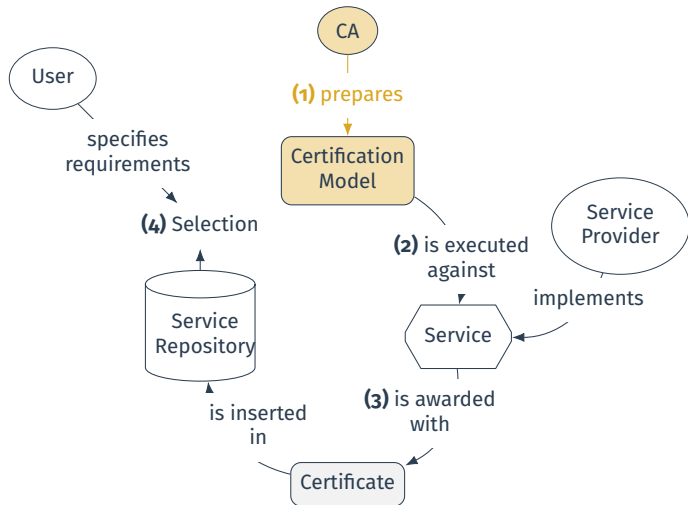 CA
User
(1) prepares
specifies
requirements
Certification
Model
(4) Selection
Service
Provider
(2) is executed
against
implements
Service
Repository
Service
(3) is awarded
with
is inserted
in
Certificate